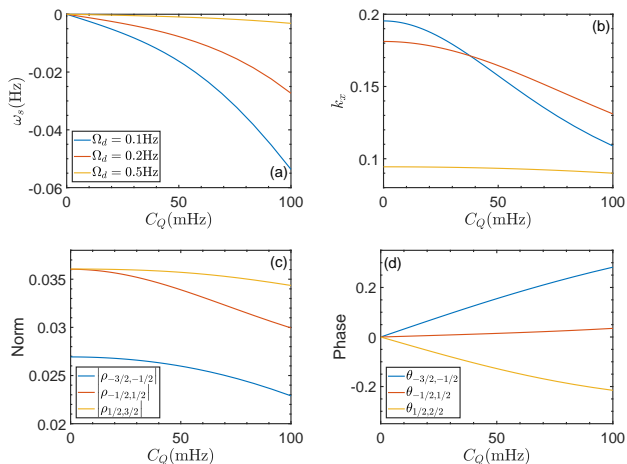 0
-0.02
-0.04
-0.06
ω_s(Hz)
Ω_d = 0.1Hz
Ω_d = 0.2Hz
Ω_d = 0.5Hz
(a)
0 50 100
C_Q(mHz)
0.2
0.15
0.1
k_x
(b)
0 50 100
C_Q(mHz)
0.035
0.03
0.025
0.02
Norm
(c)
|ρ_{-3/2,-1/2}|
|ρ_{-1/2,1/2}|
|ρ_{1/2,3/2}|
0 50 100
C_Q(mHz)
0.2
0
-0.2
Phase
(d)
θ_{-3/2,-1/2}
θ_{-1/2,1/2}
θ_{1/2,2/2}
0 50 100
C_Q(mHz)